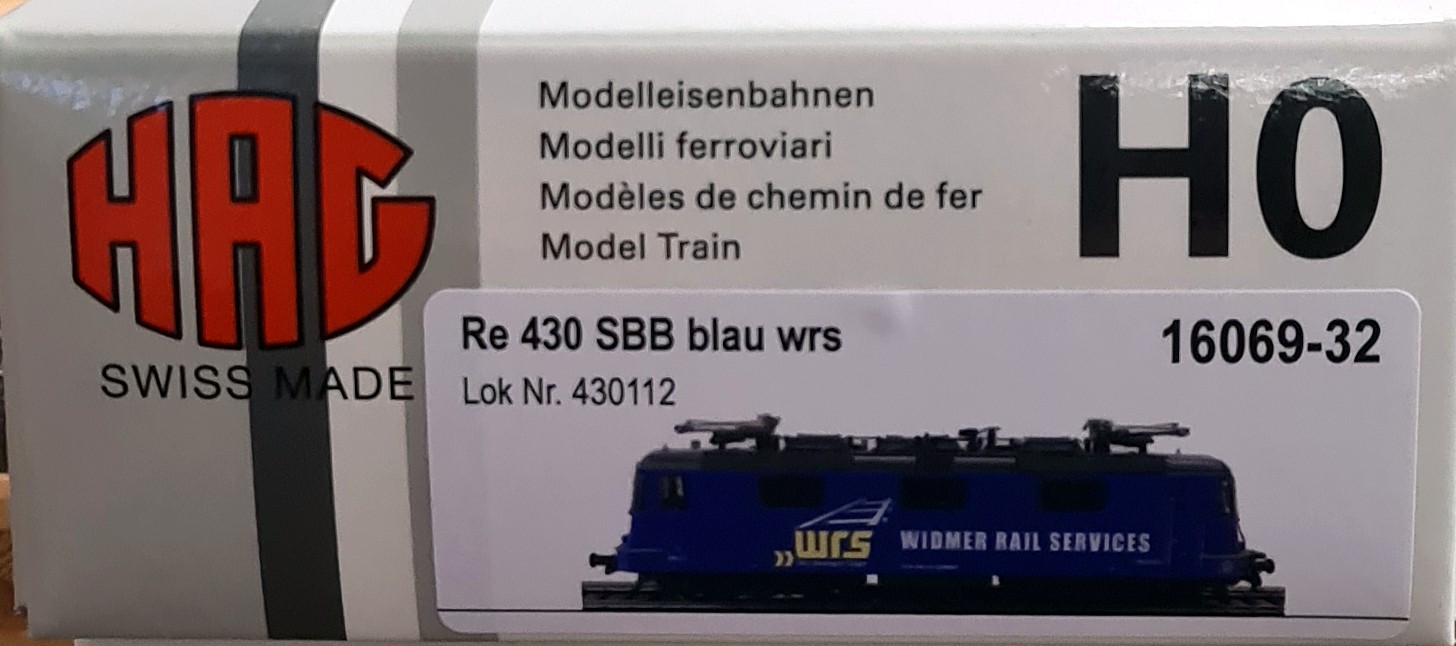 HAG
SWISS MADE
Modelleisenbahnen
Modelli ferroviari
Modèles de chemin de fer
Model Train
H0
Re 430 SBB blau wrs
16069-32
Lok Nr. 430112
wrs
WIDMER RAIL SERVICES